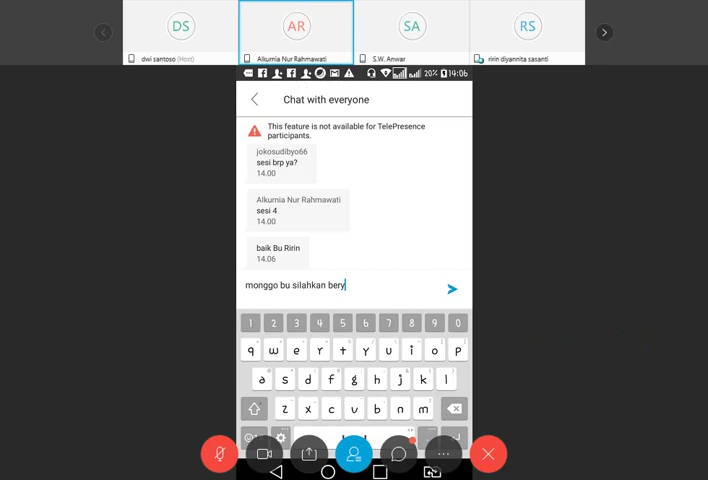 DS
AR
SA
RS
dwi santoso (Host)
Alkurnia Nur Rahmawati
S.W. Anwar
ririn diyannita sasanti
20% 14:06
Chat with everyone
This feature is not available for TelePresence
participants.
jokosudibyo66
sesi brp ya?
14.00
Alkurnia Nur Rahmawati
sesi 4
14.00
baik Bu Ririn
14.06
monggo bu silahkan bery
1 2 3 4 5 6 7 8 9 0
q w e r t y u i o p
a s d f g h j k l
z x c v b n m